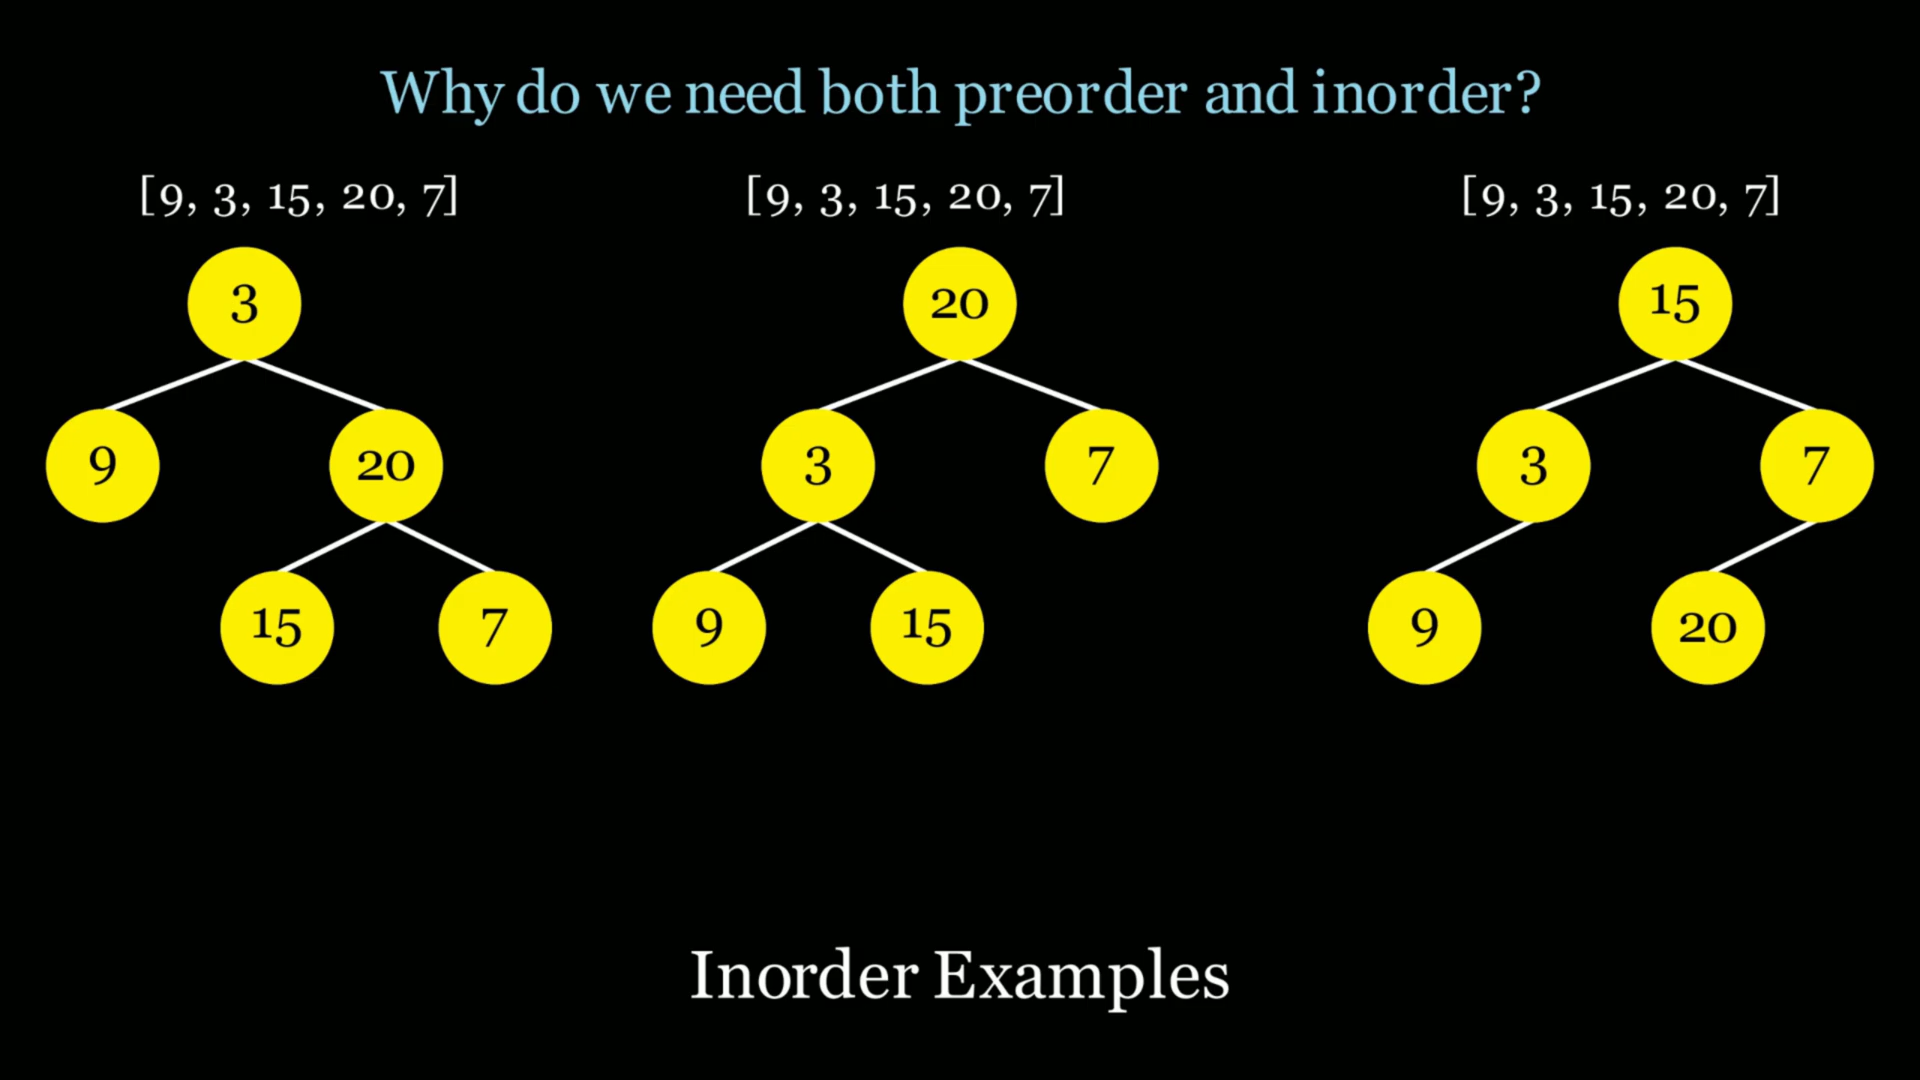 Why do we need both preorder and inorder?
[9, 3, 15, 20, 7] [9, 3, 15, 20, 7] [9, 3, 15, 20, 7]
3 20 15
9 20 3 7 3 7
15 7 9 15 9 20
Inorder Examples